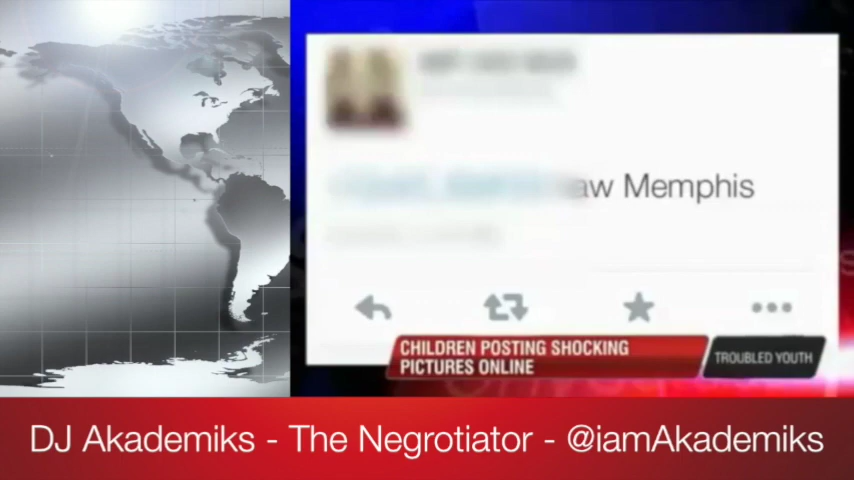 aw Memphis
CHILDREN POSTING SHOCKING
PICTURES ONLINE
TROUBLED YOUTH
DJ Akademiks - The Negrotiator - @iamAkademiks